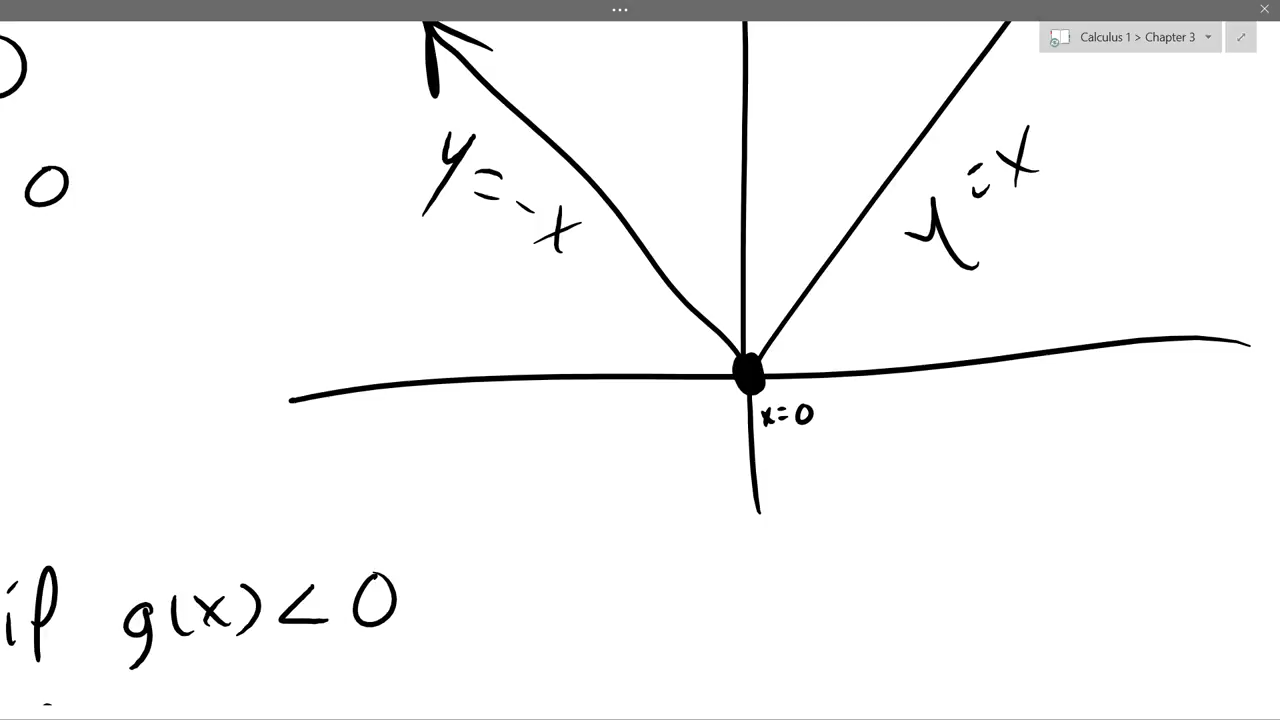 Calculus 1 > Chapter 3
0
y=-x
y=x
x=0
if g(x)<0